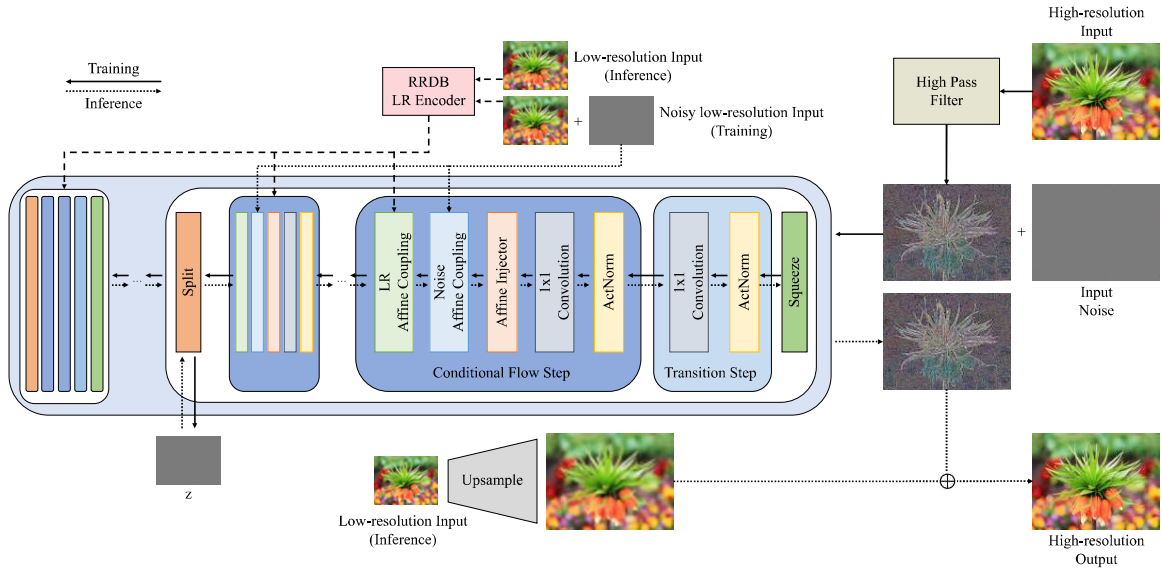 High-resolution
Input
Training
Inference
RRDB
LR Encoder
Low-resolution Input
(Inference)
+
Noisy low-resolution Input
(Training)
High Pass
Filter
...
Split
...
LR
Affine Coupling
Noise
Affine Coupling
Affine Injector
1x1
Convolution
ActNorm
1x1
Convolution
ActNorm
Squeeze
+
Input
Noise
Conditional Flow Step
Transition Step
z
Upsample
Low-resolution Input
(Inference)
High-resolution
Output